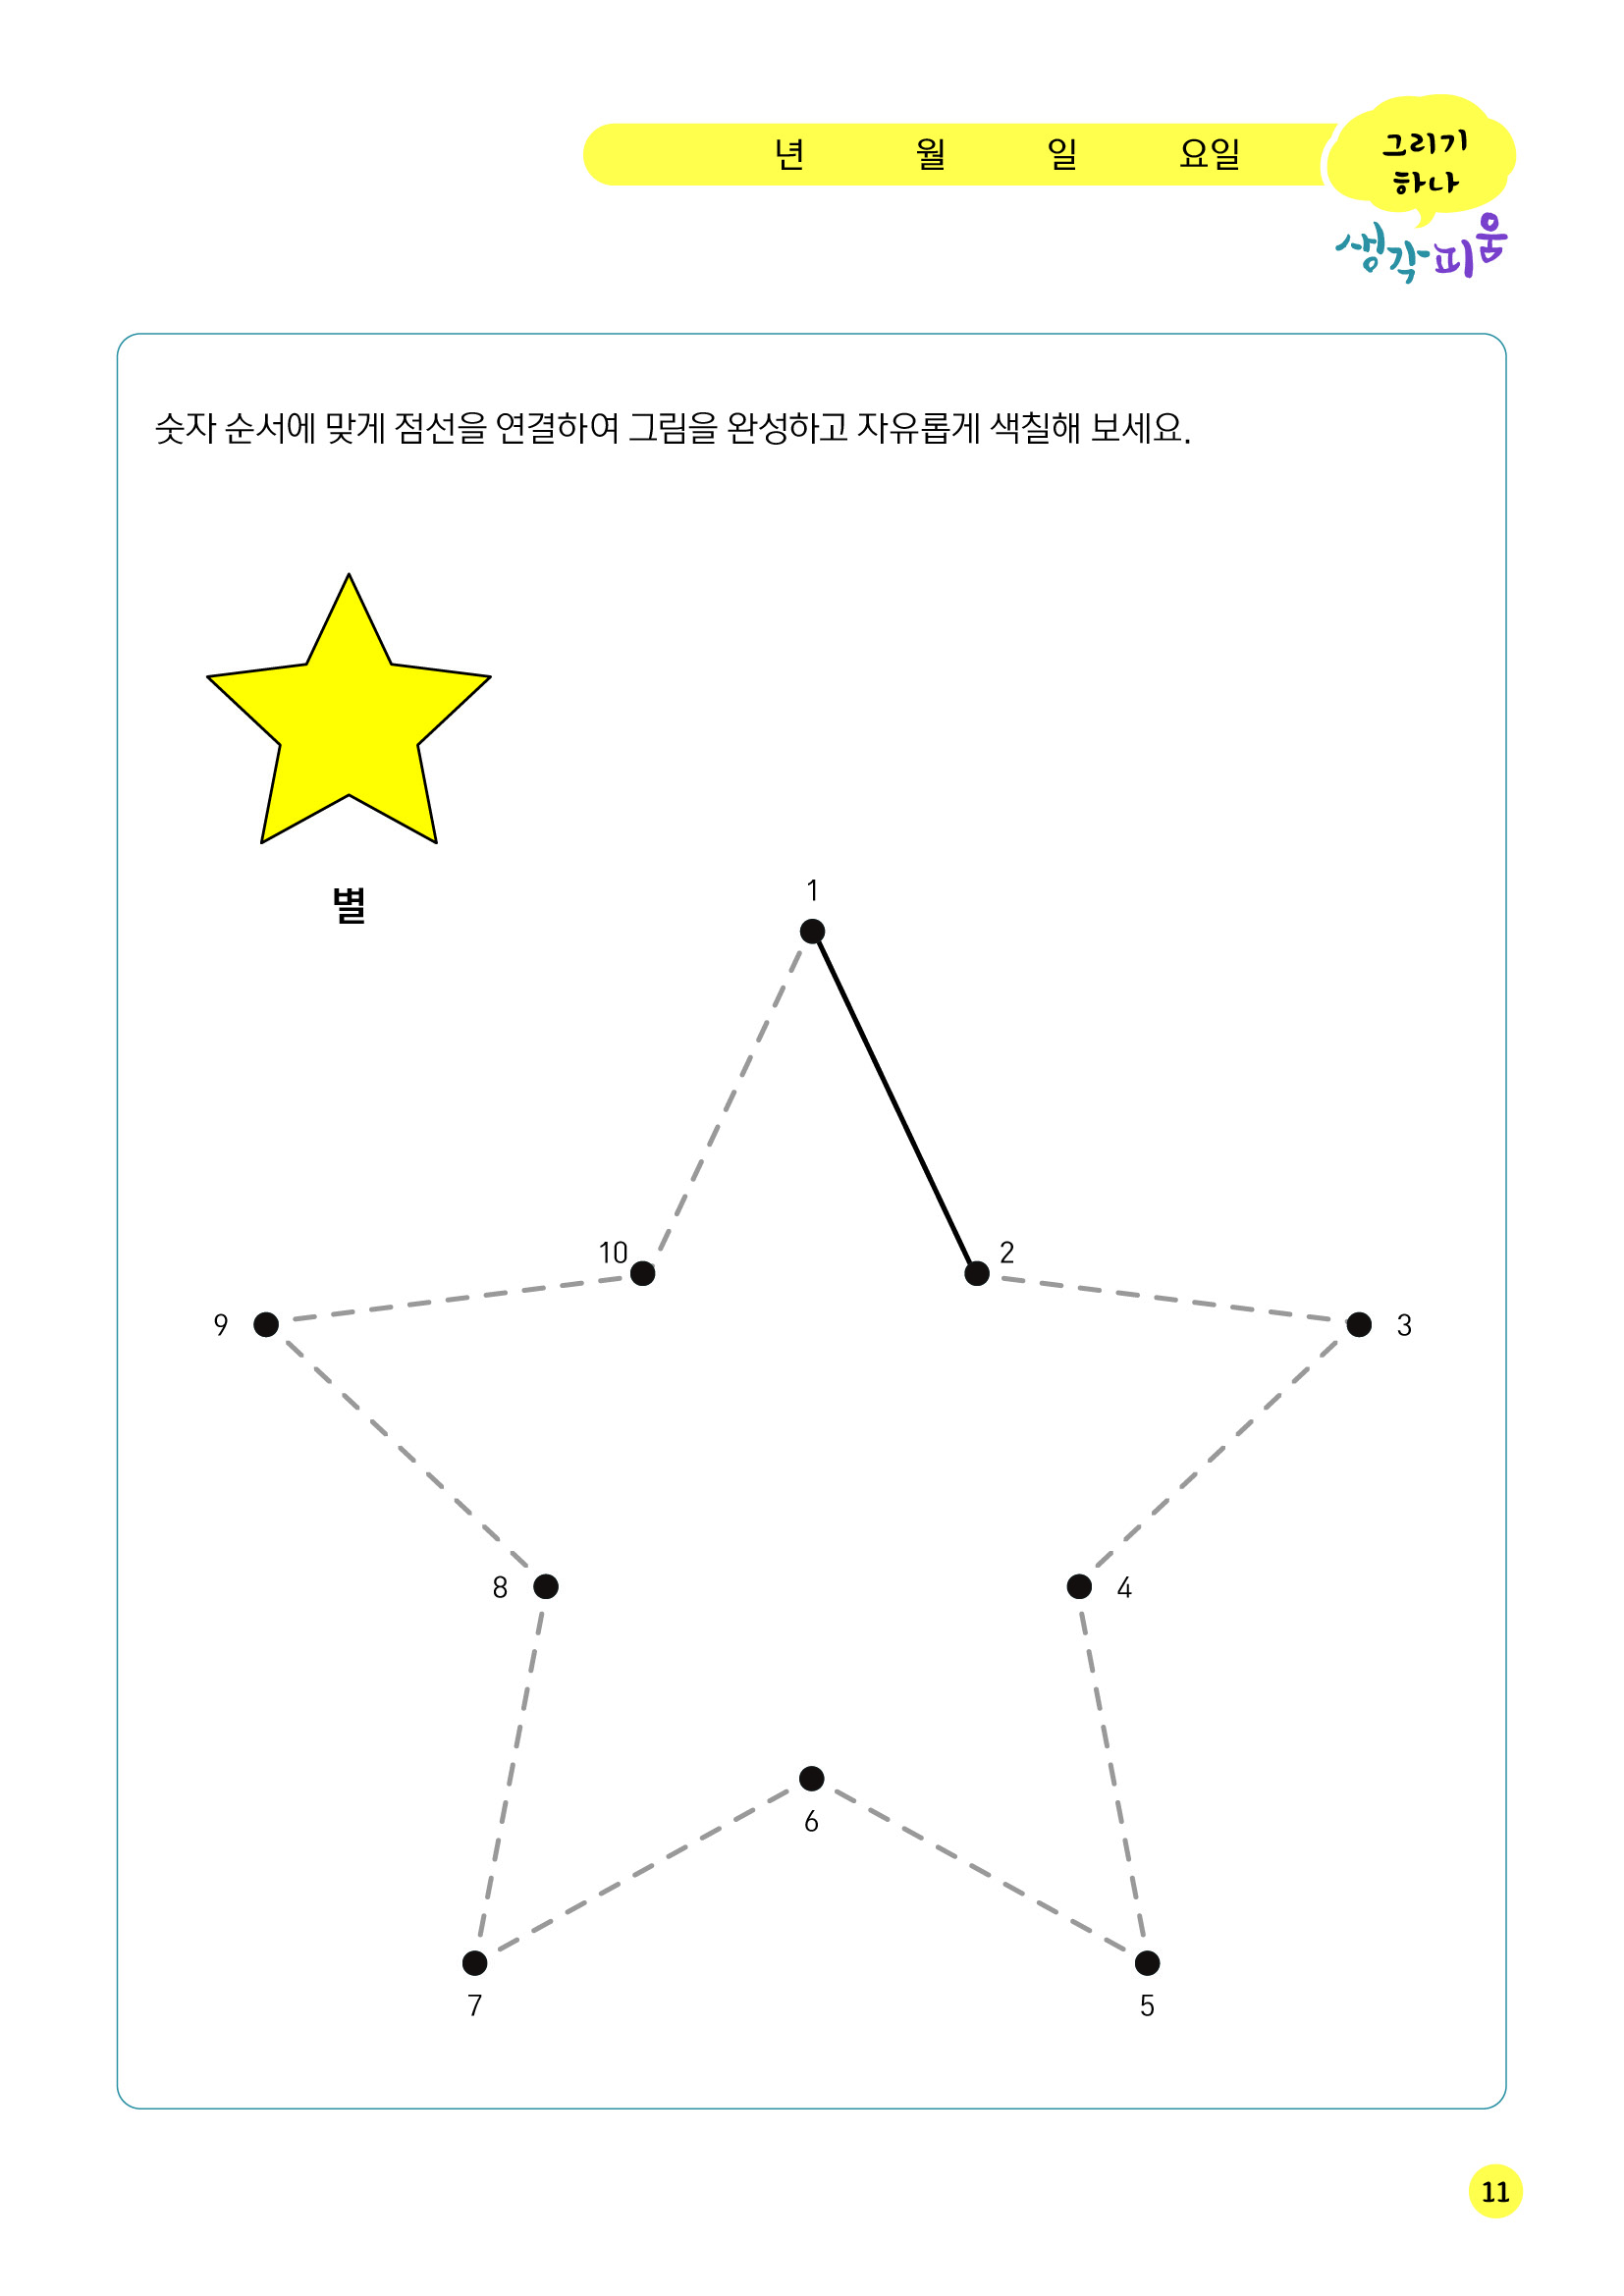 년 월 일 요일
그리기
하나
생각피움
숫자 순서에 맞게 점선을 연결하여 그림을 완성하고 자유롭게 색칠해 보세요.
별
1
10
2
9
3
8
4
6
7
5
11